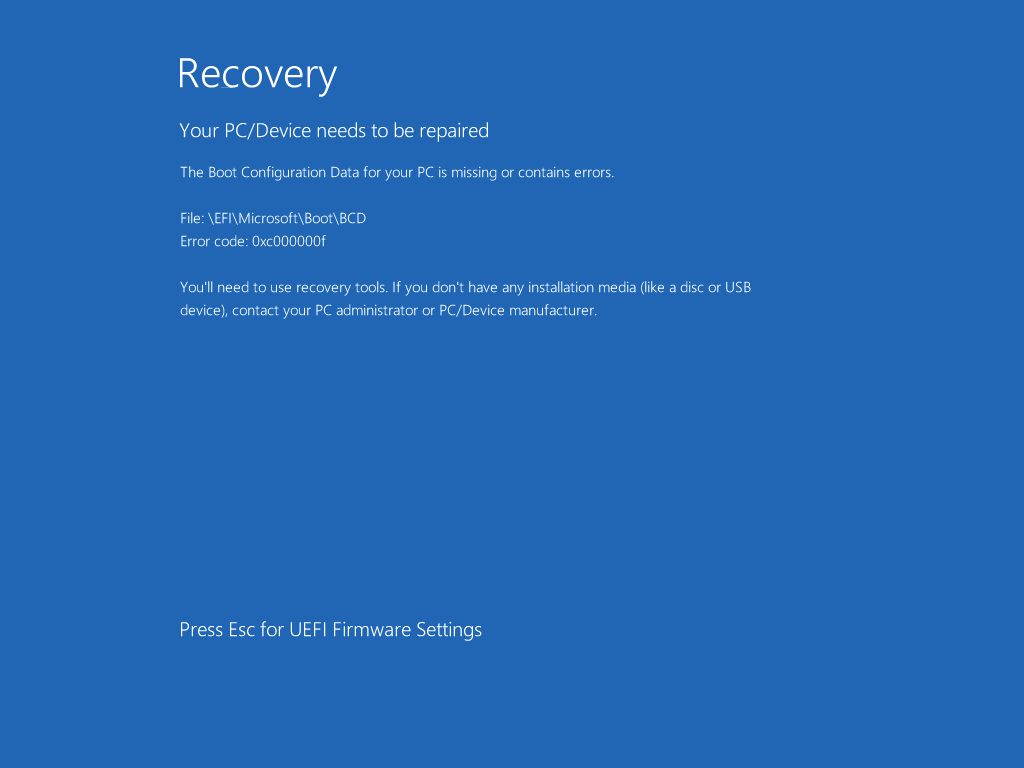 Recovery
Your PC/Device needs to be repaired
The Boot Configuration Data for your PC is missing or contains errors.
File: \EFI\Microsoft\Boot\BCD
Error code: 0xc000000f
You'll need to use recovery tools. If you don't have any installation media (like a disc or USB
device), contact your PC administrator or PC/Device manufacturer.
Press Esc for UEFI Firmware Settings